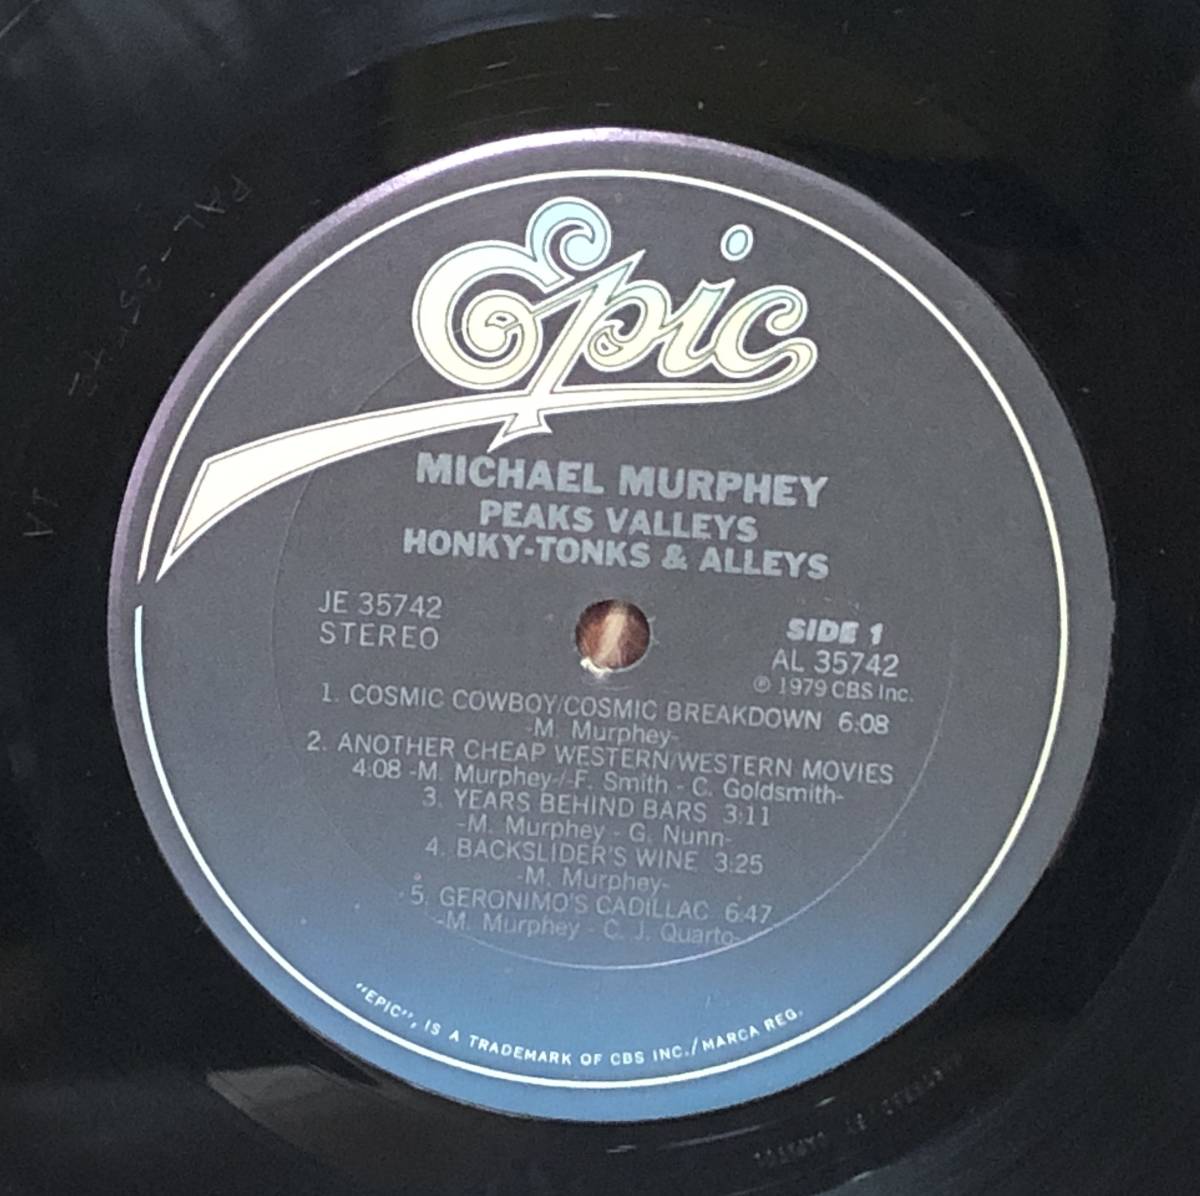 Epic
MICHAEL MURPHEY
PEAKS VALLEYS
HONKY-TONKS & ALLEYS
JE 35742
STEREO
SIDE 1
AL 35742
℗ 1979 CBS Inc.
1. COSMIC COWBOY/COSMIC BREAKDOWN 6:08
-M. Murphey-
2. ANOTHER CHEAP WESTERN/WESTERN MOVIES
4:08 -M. Murphey-/-F. Smith - C. Goldsmith-
3. YEARS BEHIND BARS 3:11
-M. Murphey - G. Nunn-
4. BACKSLIDER'S WINE 3:25
-M. Murphey-
5. GERONIMO'S CADILLAC 6:47
-M. Murphey - C. J. Quarto-
"EPIC", IS A TRADEMARK OF CBS INC./MARCA REG.
1A